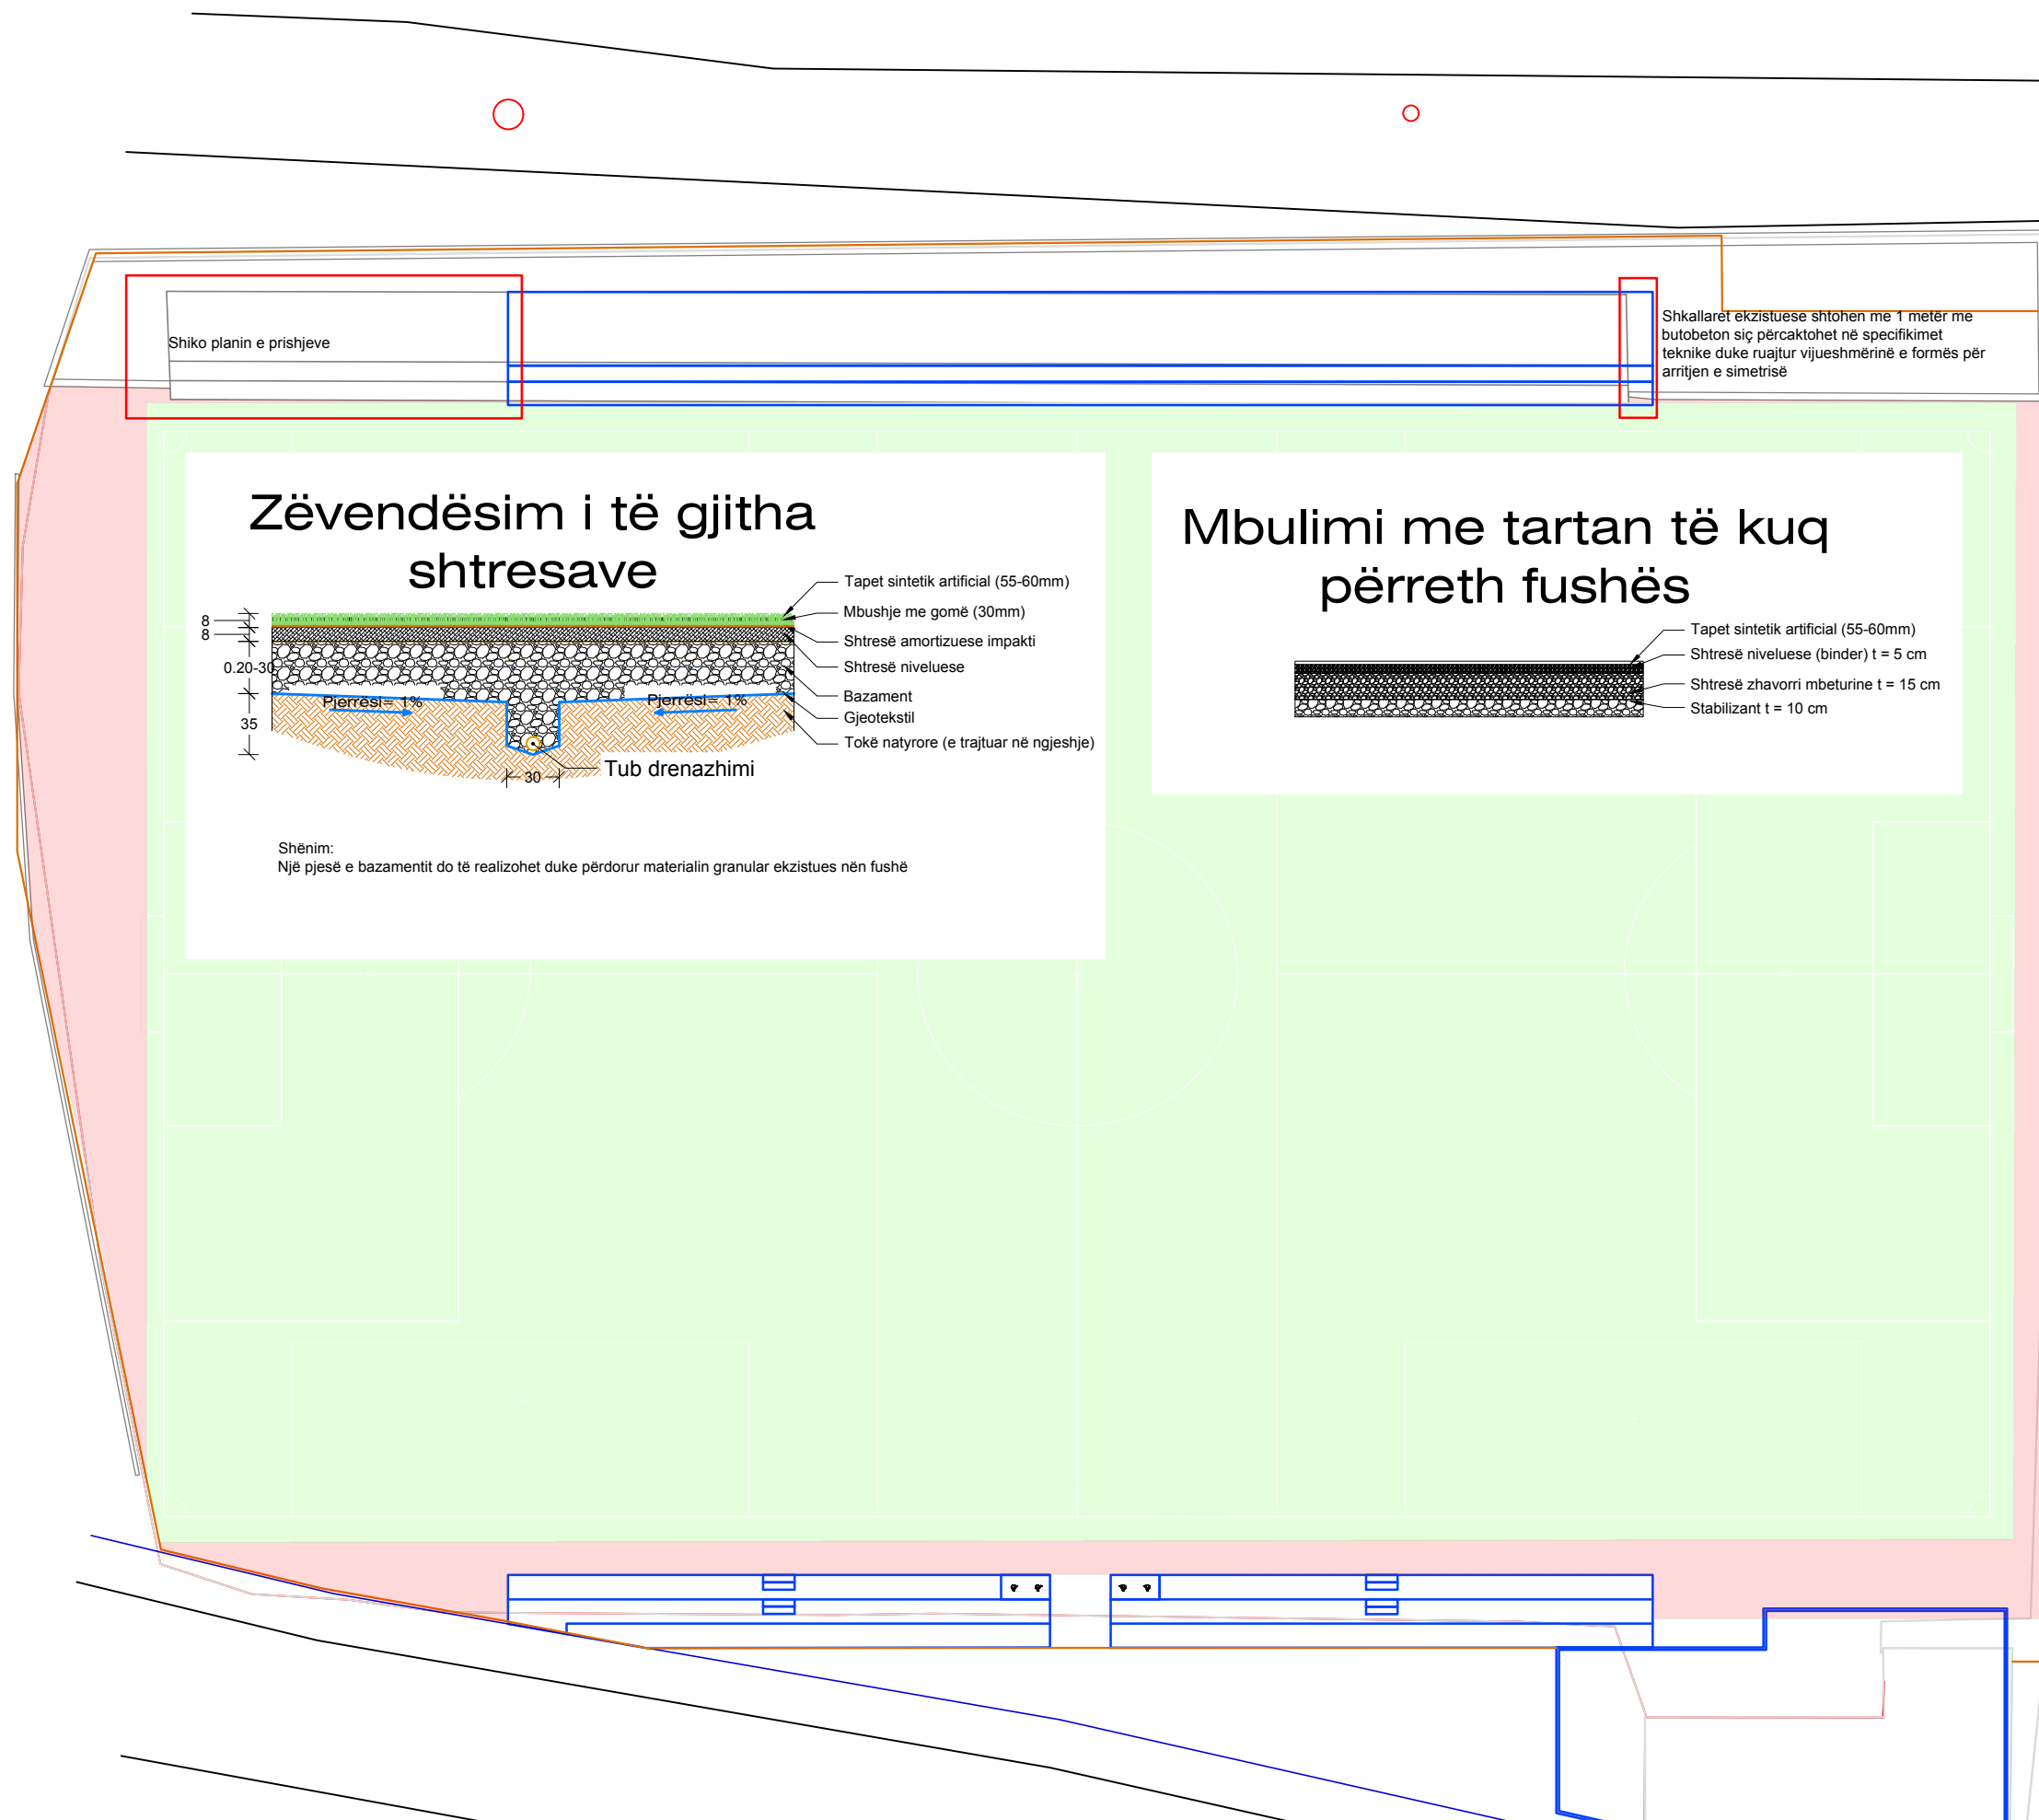 Shiko planin e prishjeve
Shkallaret ekzistuese shtohen me 1 metër me
butobeton siç përcaktohet në specifikimet
teknike duke ruajtur vijueshmërinë e formës për
arritjen e simetrisë
Zëvendësim i të gjitha
shtresave
Tapet sintetik artificial (55-60mm)
Mbushje me gomë (30mm)
Shtresë amortizuese impakti
Shtresë niveluese
Bazament
Gjeotekstil
Tokë natyrore (e trajtuar në ngjeshje)
8
8
0.20-30
35
Pjerrësi= 1%
Pjerrësi= 1%
30
Tub drenazhimi
Shënim:
Një pjesë e bazamentit do të realizohet duke përdorur materialin granular ekzistues nën fushë
Mbulimi me tartan të kuq
përreth fushës
Tapet sintetik artificial (55-60mm)
Shtresë niveluese (binder) t = 5 cm
Shtresë zhavorri mbeturine t = 15 cm
Stabilizant t = 10 cm